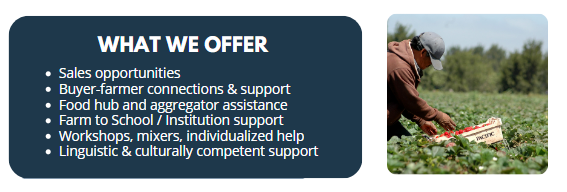 WHAT WE OFFER
• Sales opportunities
• Buyer-farmer connections & support
• Food hub and aggregator assistance
• Farm to School / Institution support
• Workshops, mixers, individualized help
• Linguistic & culturally competent support
PACIFIC